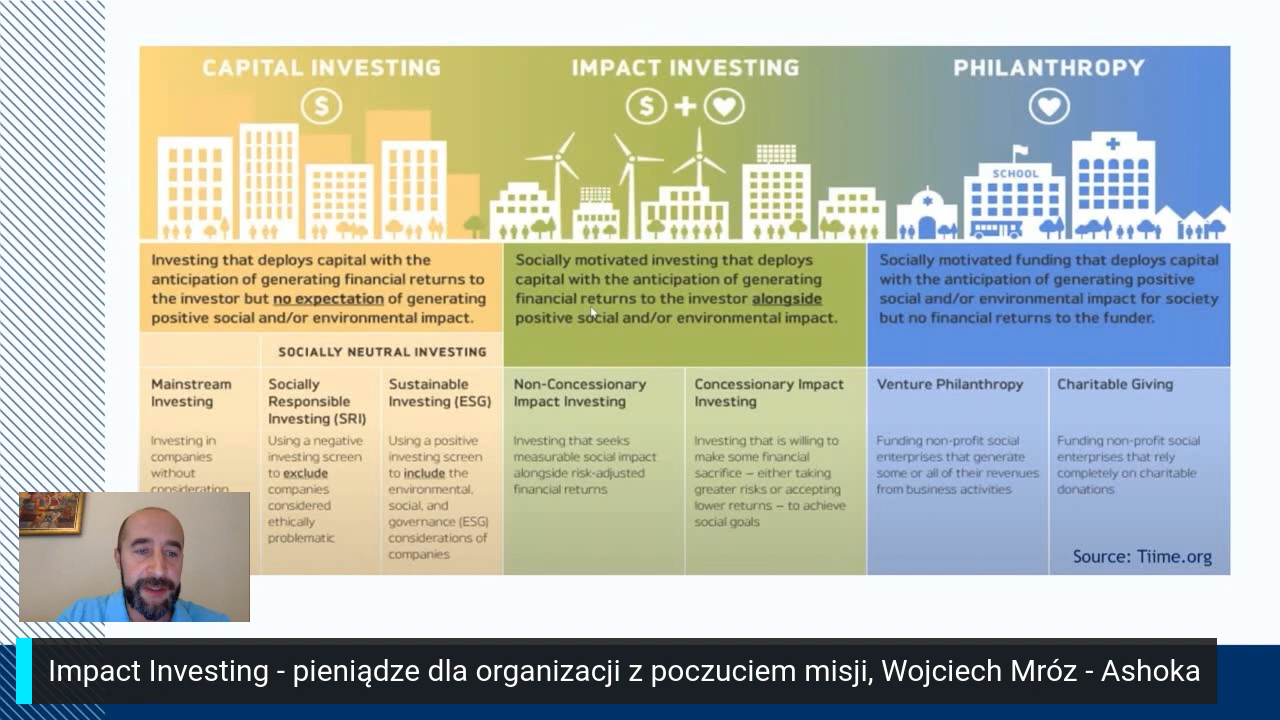 CAPITAL INVESTING
IMPACT INVESTING
PHILANTHROPY
$
$ +
SCHOOL
Investing that deploys capital with the
anticipation of generating financial returns to
the investor but no expectation of generating
positive social and/or environmental impact.
Socially motivated investing that deploys
capital with the anticipation of generating
financial returns to the investor alongside
positive social and/or environmental impact.
Socially motivated funding that deploys capital
with the anticipation of generating positive
social and/or environmental impact for society
but no financial returns to the funder.
SOCIALLY NEUTRAL INVESTING
Mainstream
Investing
Investing in
companies
without
consideration
Socially
Responsible
Investing (SRI)
Using a negative
investing screen
to exclude
companies
considered
ethically
problematic
Sustainable
Investing (ESG)
Using a positive
investing screen
to include the
environmental,
social, and
governance (ESG)
considerations of
companies
Non-Concessionary
Impact Investing
Investing that seeks
measurable social impact
alongside risk-adjusted
financial returns
Concessionary Impact
Investing
Investing that is willing to
make some financial
sacrifice – either taking
greater risks or accepting
lower returns – to achieve
social goals
Venture Philanthropy
Funding non-profit social
enterprises that generate
some or all of their revenues
from business activities
Charitable Giving
Funding non-profit social
enterprises that rely
completely on charitable
donations
Source: Tiime.org
Impact Investing - pieniądze dla organizacji z poczuciem misji, Wojciech Mróz - Ashoka